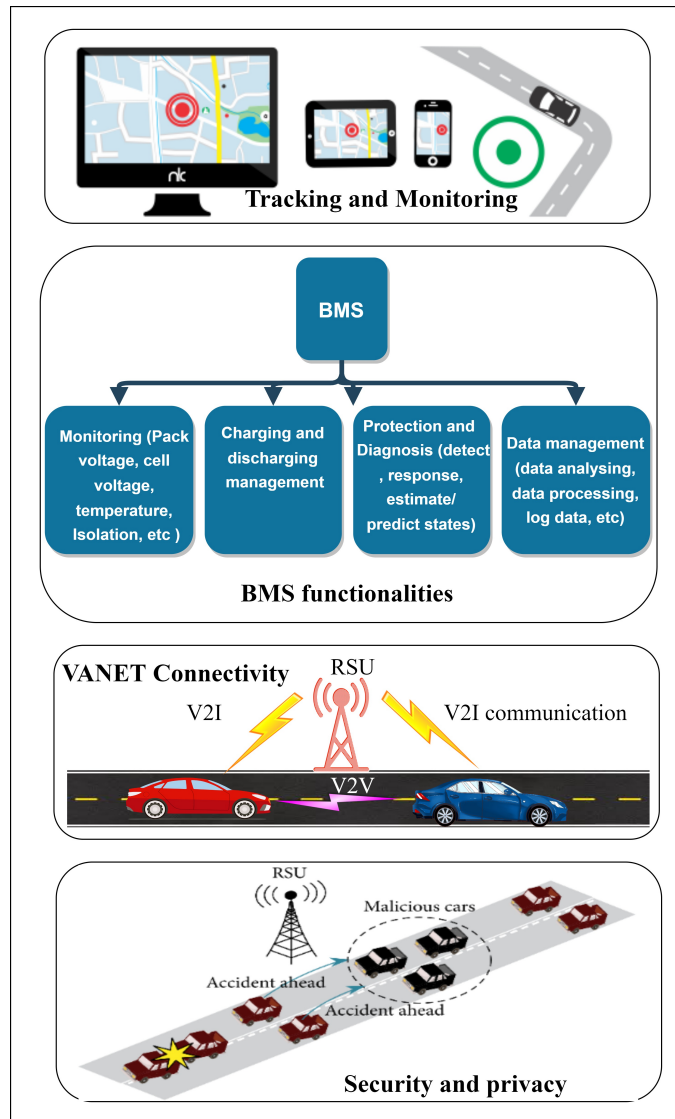 nk
Tracking and Monitoring
BMS
Monitoring (Pack
voltage, cell
voltage,
temperature,
Isolation, etc )
Charging and
discharging
management
Protection and
Diagnosis (detect
, response,
estimate/
predict states)
Data management
(data analysing,
data processing,
log data, etc)
BMS functionalities
VANET Connectivity
RSU
V2I
V2I communication
V2V
RSU
Malicious cars
Accident ahead
Accident ahead
Security and privacy